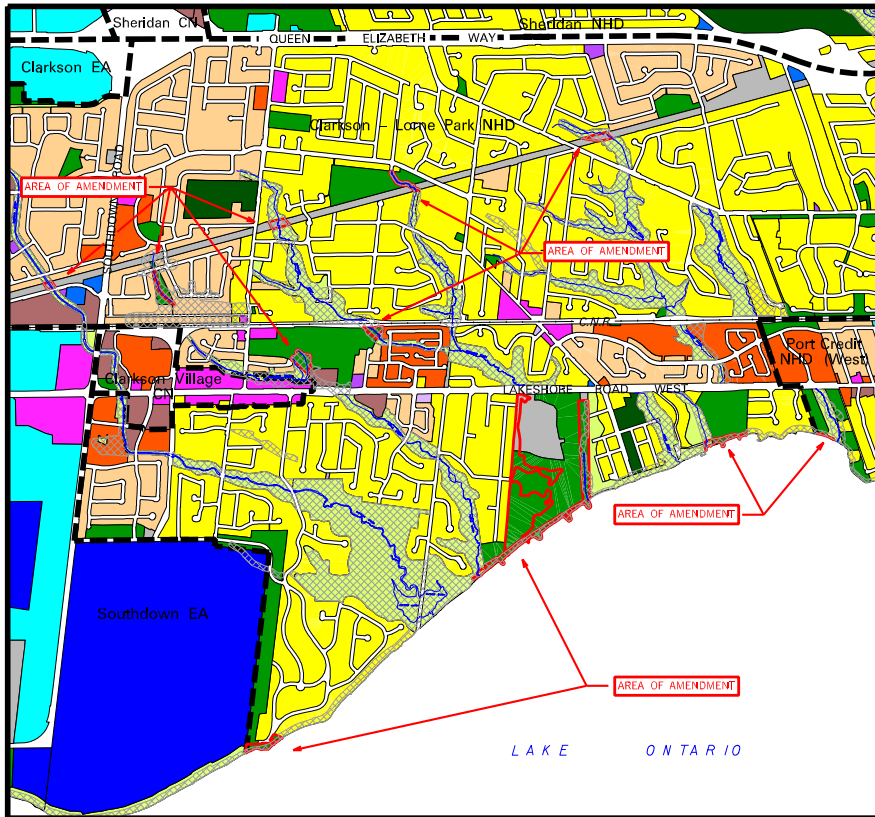 Sheridan CN
Sheridan NHD
QUEEN ELIZABETH WAY
Clarkson EA
Clarkson - Lorne Park NHD
SOUTHDOWN ROAD
AREA OF AMENDMENT
AREA OF AMENDMENT
C.N.R.
Port Credit
NHD (West)
Clarkson Village
CN
LAKESHORE ROAD WEST
AREA OF AMENDMENT
Southdown EA
AREA OF AMENDMENT
LAKE ONTARIO